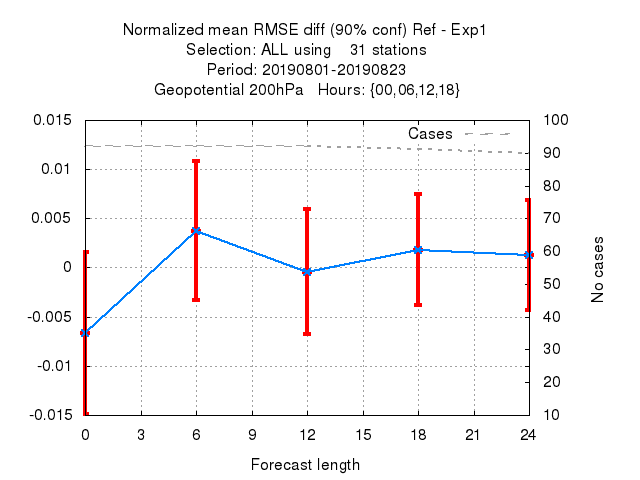 Normalized mean RMSE diff (90% conf) Ref - Exp1
Selection: ALL using 31 stations
Period: 20190801-20190823
Geopotential 200hPa Hours: {00,06,12,18}
Cases
0.015
0.01
0.005
0
-0.005
-0.01
-0.015
100
90
80
70
60
50
40
30
20
10
No cases
0 3 6 9 12 15 18 21 24
Forecast length